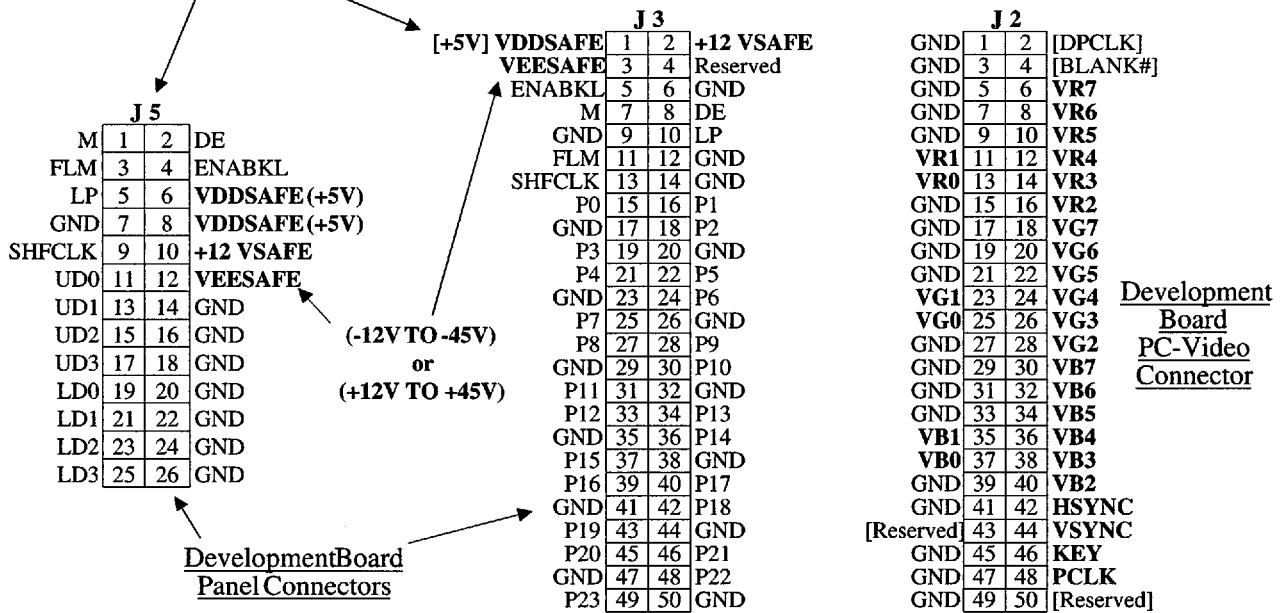 J 5
M 1 2 DE
FLM 3 4 ENABKL
LP 5 6 VDDSAFE (+5V)
GND 7 8 VDDSAFE (+5V)
SHFCLK 9 10 +12 VSAFE
UD0 11 12 VEESAFE
UD1 13 14 GND
UD2 15 16 GND
UD3 17 18 GND
LD0 19 20 GND
LD1 21 22 GND
LD2 23 24 GND
LD3 25 26 GND
(-12V TO -45V)
or
(+12V TO +45V)
DevelopmentBoard
Panel Connectors
J 3
[+5V] VDDSAFE 1 2 +12 VSAFE
VEESAFE 3 4 Reserved
ENABKL 5 6 GND
M 7 8 DE
GND 9 10 LP
FLM 11 12 GND
SHFCLK 13 14 GND
P0 15 16 P1
GND 17 18 P2
P3 19 20 GND
P4 21 22 P5
GND 23 24 P6
P7 25 26 GND
P8 27 28 P9
GND 29 30 P10
P11 31 32 GND
P12 33 34 P13
GND 35 36 P14
P15 37 38 GND
P16 39 40 P17
GND 41 42 P18
P19 43 44 GND
P20 45 46 P21
GND 47 48 P22
P23 49 50 GND
J 2
GND 1 2 [DPCLK]
GND 3 4 [BLANK#]
GND 5 6 VR7
GND 7 8 VR6
GND 9 10 VR5
VR1 11 12 VR4
VR0 13 14 VR3
GND 15 16 VR2
GND 17 18 VG7
GND 19 20 VG6
GND 21 22 VG5
VG1 23 24 VG4
VG0 25 26 VG3
GND 27 28 VG2
GND 29 30 VB7
GND 31 32 VB6
GND 33 34 VB5
VB1 35 36 VB4
VB0 37 38 VB3
GND 39 40 VB2
GND 41 42 HSYNC
[Reserved] 43 44 VSYNC
GND 45 46 KEY
GND 47 48 PCLK
GND 49 50 [Reserved]
Development
Board
PC-Video
Connector